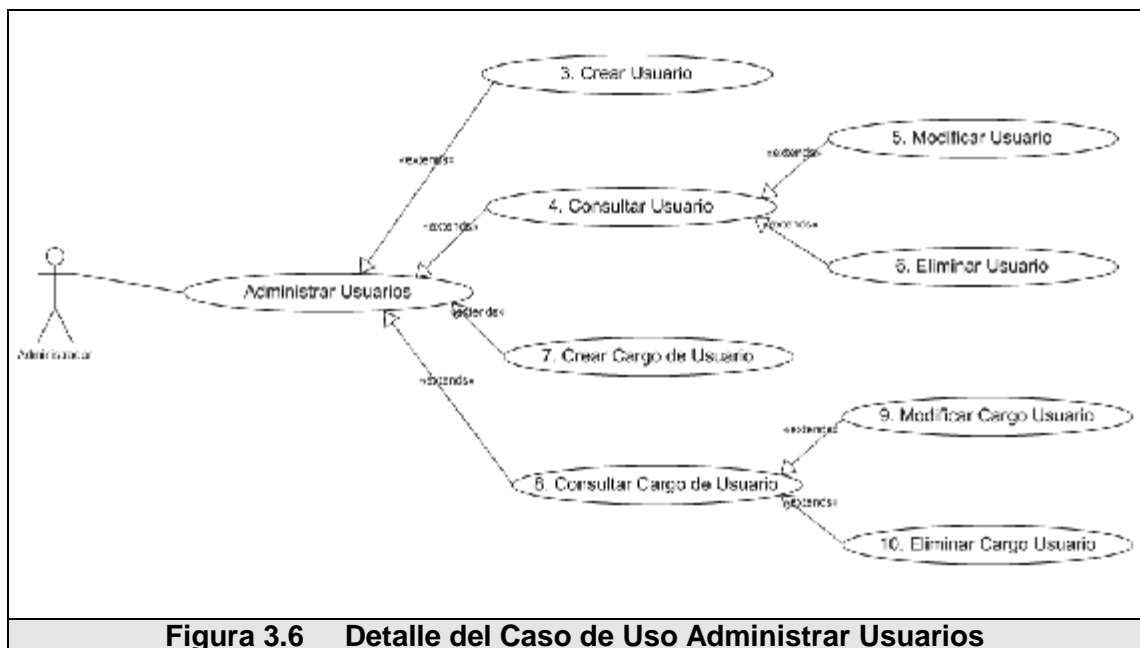 3. Crear Usuario
«extends»
5. Modificar Usuario
«extends»
4. Consultar Usuario
«extends»
«extends»
6. Eliminar Usuario
Administrar Usuarios
«extends»
Administrador
7. Crear Cargo de Usuario
«extends»
9. Modificar Cargo Usuario
«extends»
8. Consultar Cargo de Usuario
«extends»
10. Eliminar Cargo Usuario
Figura 3.6 Detalle del Caso de Uso Administrar Usuarios